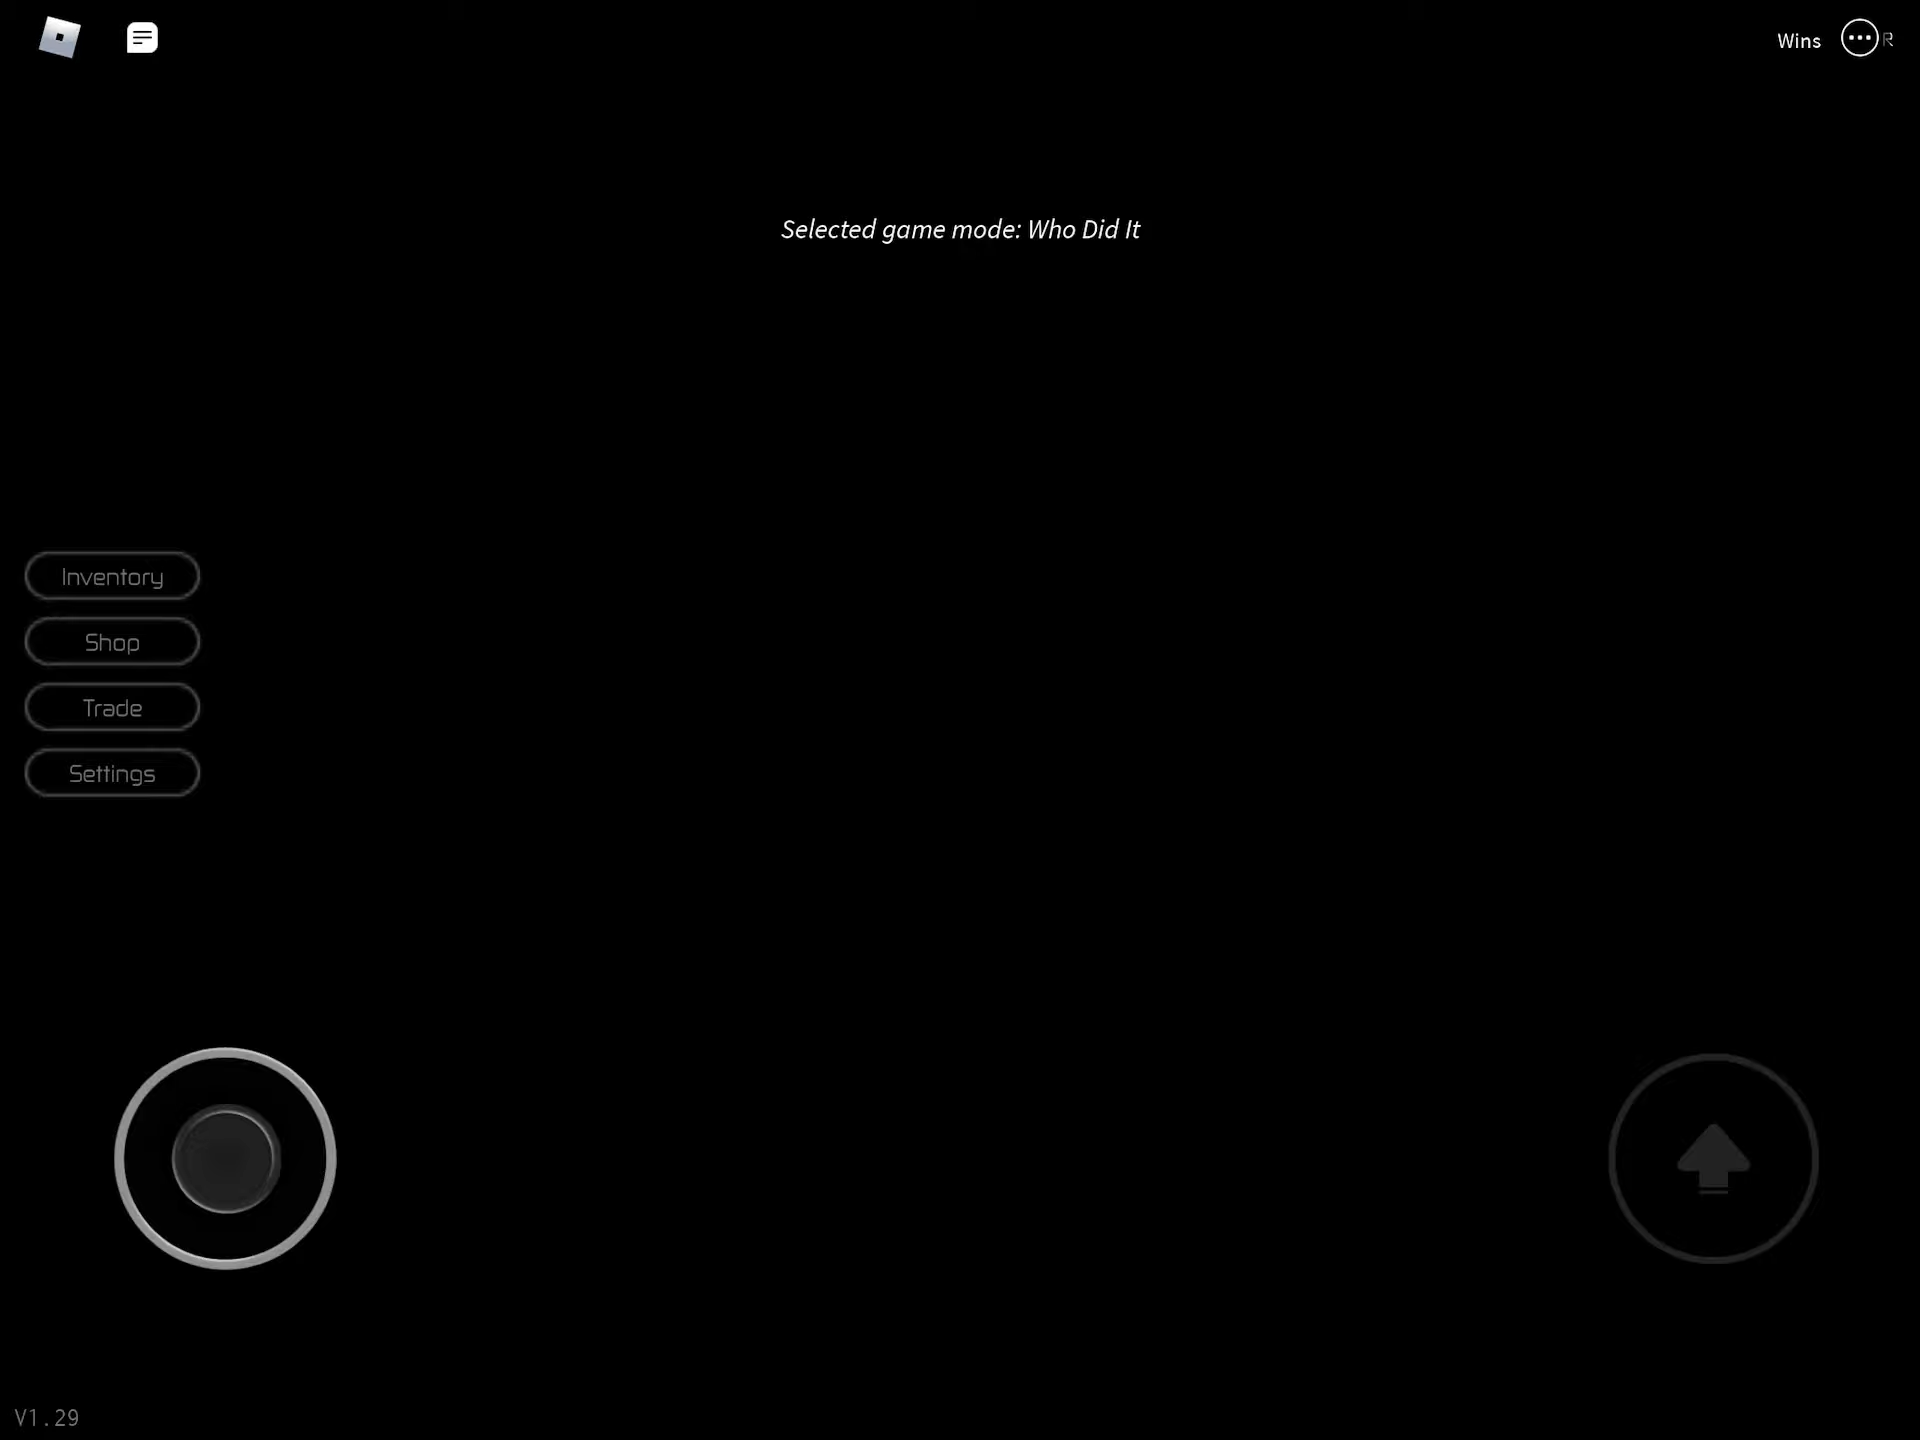 Wins
R
Selected game mode: Who Did It
Inventory
Shop
Trade
Settings
V1.29